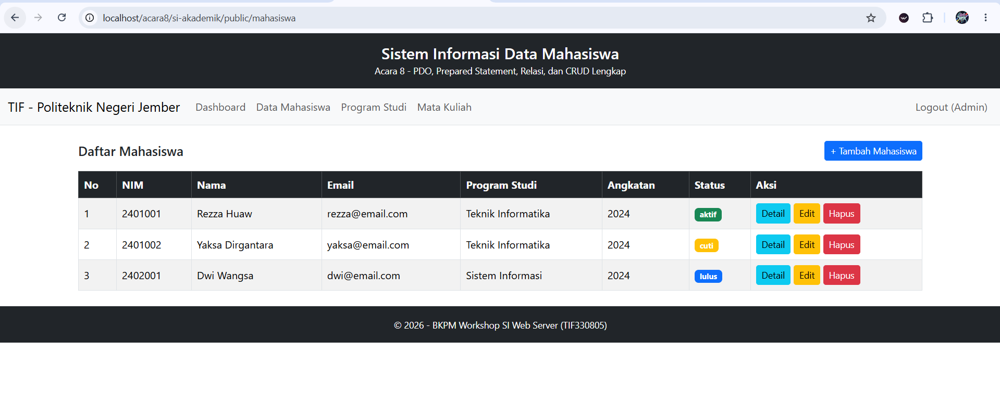 localhost/acara8/si-akademik/public/mahasiswa
Sistem Informasi Data Mahasiswa
Acara 8 - PDO, Prepared Statement, Relasi, dan CRUD Lengkap
TIF - Politeknik Negeri Jember Dashboard Data Mahasiswa Program Studi Mata Kuliah Logout (Admin)
Daftar Mahasiswa + Tambah Mahasiswa
No NIM Nama Email Program Studi Angkatan Status Aksi
1 2401001 Rezza Huaw rezza@email.com Teknik Informatika 2024 aktif Detail Edit Hapus
2 2401002 Yaksa Dirgantara yaksa@email.com Teknik Informatika 2024 cuti Detail Edit Hapus
3 2402001 Dwi Wangsa dwi@email.com Sistem Informasi 2024 lulus Detail Edit Hapus
© 2026 - BKPM Workshop SI Web Server (TIF330805)